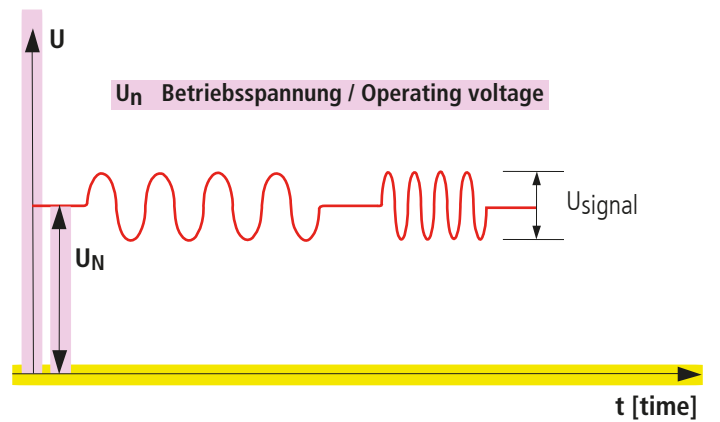 U
Un Betriebsspannung / Operating voltage
Usignal
UN
t [time]